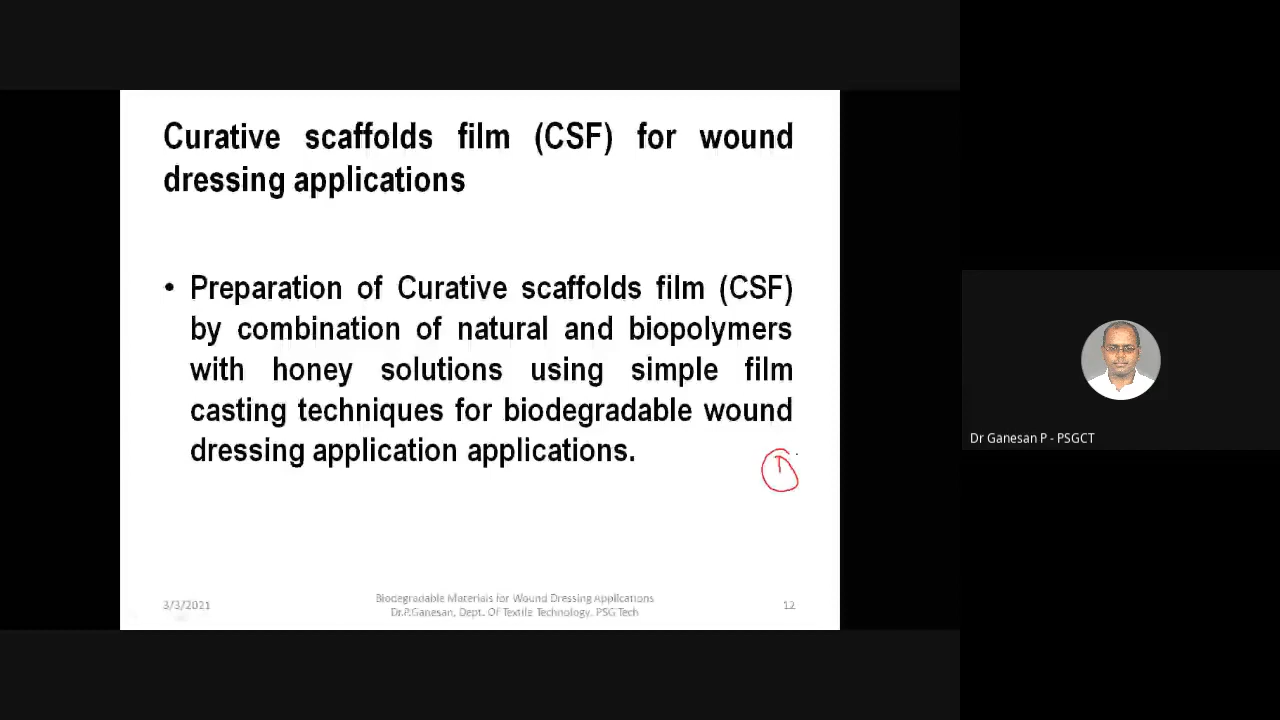 Curative scaffolds film (CSF) for wound
dressing applications
• Preparation of Curative scaffolds film (CSF)
by combination of natural and biopolymers
with honey solutions using simple film
casting techniques for biodegradable wound
dressing application applications.
3/3/2021
Biodegradable Materials for Wound Dressing Applications
Dr.P.Ganesan, Dept. Of Textile Technology, PSG Tech
12
Dr Ganesan P - PSGCT